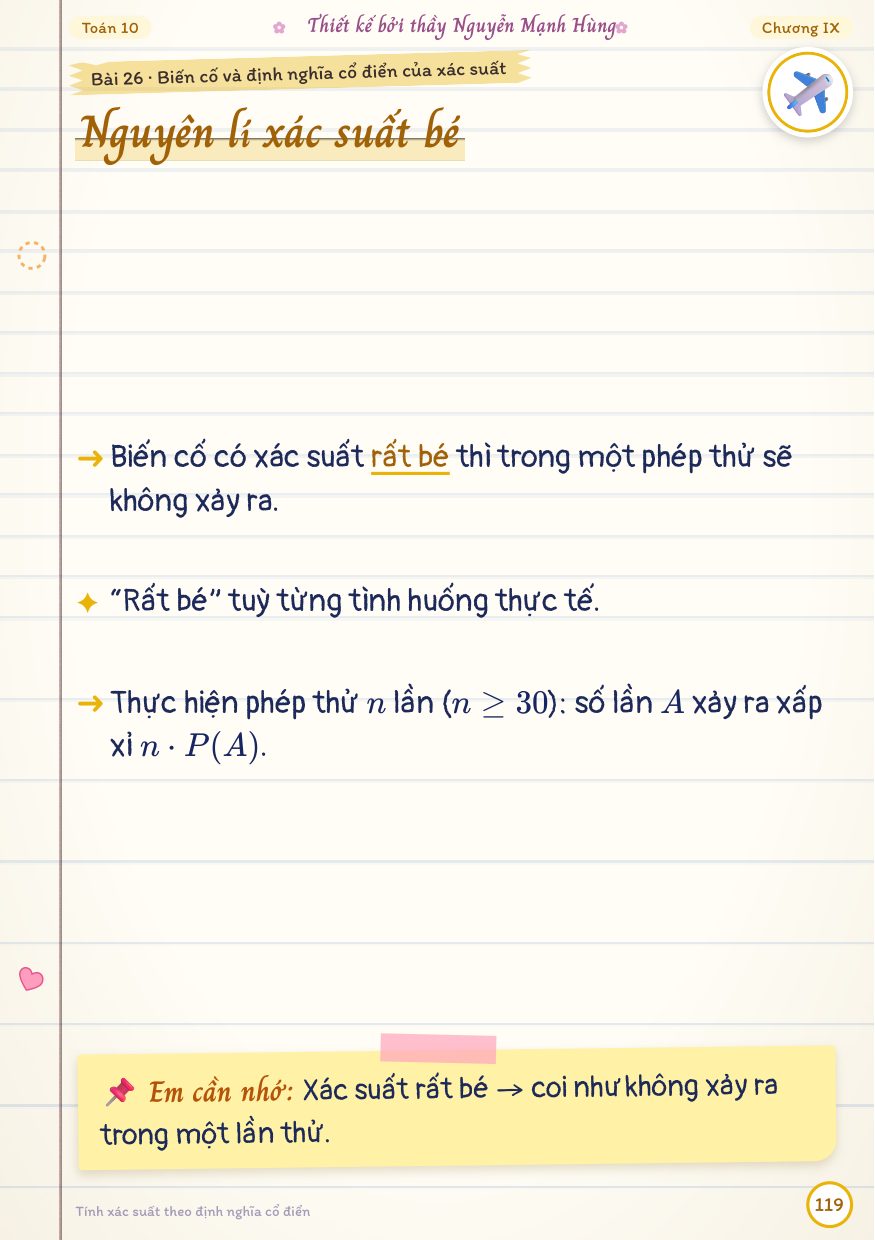 Toán 10
Thiết kế bởi thầy Nguyễn Mạnh Hùng
Chương IX
Bài 26 · Biến cố và định nghĩa cổ điển của xác suất
Nguyên lí xác suất bé
→ Biến cố có xác suất rất bé thì trong một phép thử sẽ
không xảy ra.
✦ “Rất bé” tuỳ từng tình huống thực tế.
→ Thực hiện phép thử n lần (n ≥ 30): số lần A xảy ra xấp
xỉ n · P(A).
📌 Em cần nhớ: Xác suất rất bé → coi như không xảy ra
trong một lần thử.
Tính xác suất theo định nghĩa cổ điển
119